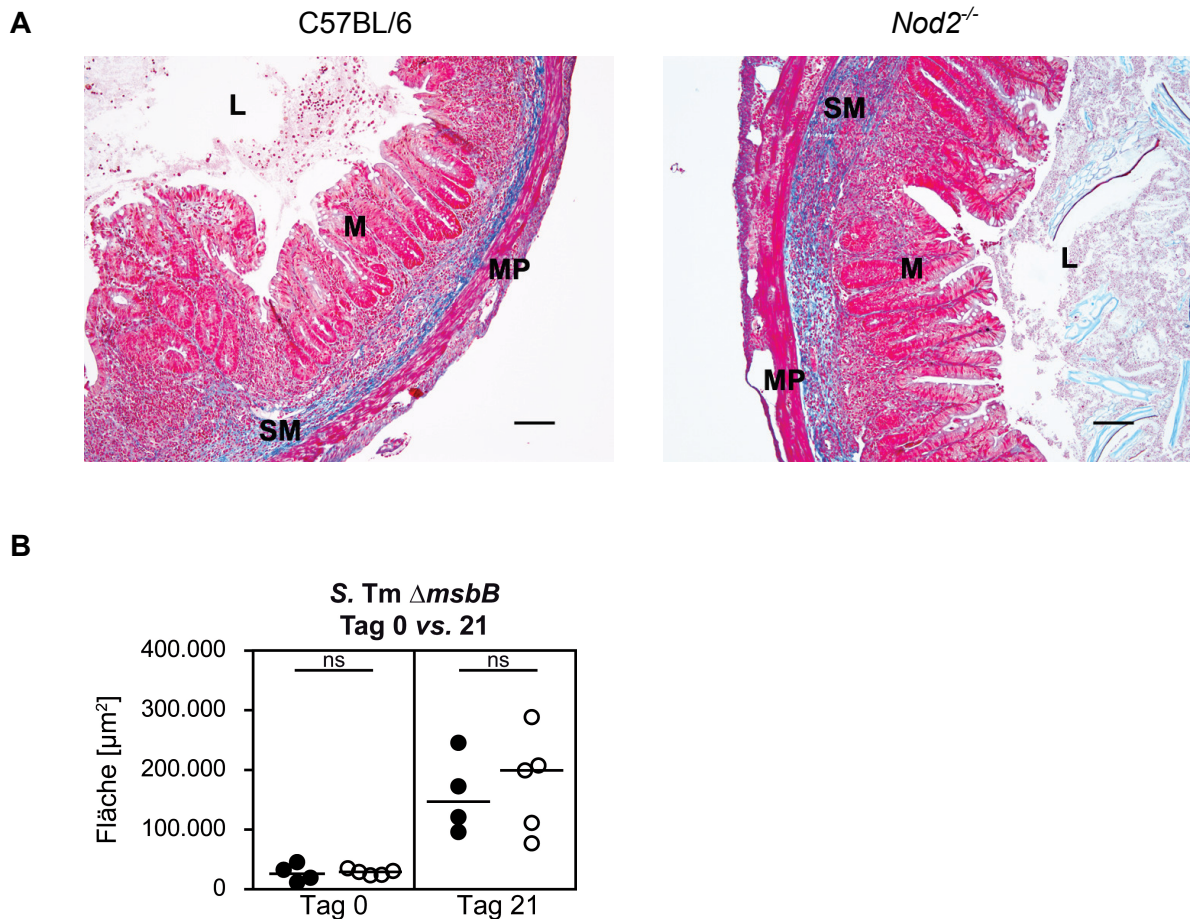 A
C57BL/6
Nod2-/-
L
M
MP
SM
SM
M
L
MP
B
S. Tm ΔmsbB
Tag 0 vs. 21
Fläche [µm²]
400.000
300.000
200.000
100.000
0
ns
ns
Tag 0
Tag 21